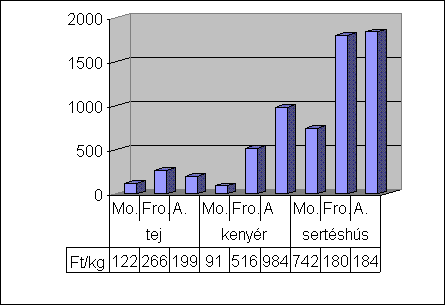 2000
1500
1000
500
0
Mo. Fro. A. Mo. Fro. A Mo. Fro. A.
tej kenyér sertéshús
Ft/kg 122 266 199 91 516 984 742 180 184